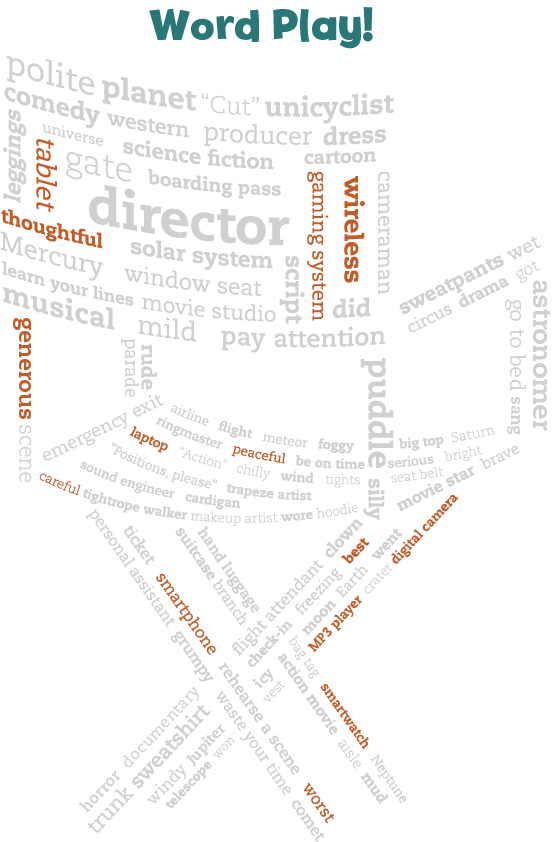 Word Play!
polite planet "Cut" unicyclist
comedy western producer dress
universe science fiction cartoon
leggings
tablet
gate boarding pass
gaming system
wireless
cameraman
director
thoughtful
solar system
Mercury window seat
script
learn your lines movie studio
did
musical mild pay attention
sweatpants wet
circus drama got
astronomer
go to bed sang
generous scene
parade
rude
puddle silly
emergency exit
airline flight meteor foggy
big top Saturn
ringmaster
laptop
"Action"
peaceful be on time
serious bright
"positions, please" chilly wind tights
seat belt
brave
sound engineer cardigan trapeze artist
movie star
careful tightrope walker makeup artist wore hoodie
personal assistant grumpy
ticket
suitcase branch
hand luggage
flight attendant clown
freezing best
check-in
moon Earth went
MP3 player crater digital camera
smartphone
rehearse a scene
waste your time comet
icy
vest
bag tag
action movie aisle mud
smartwatch Neptune
horror documentary
trunk sweatshirt
windy Jupiter
telescope won
worst